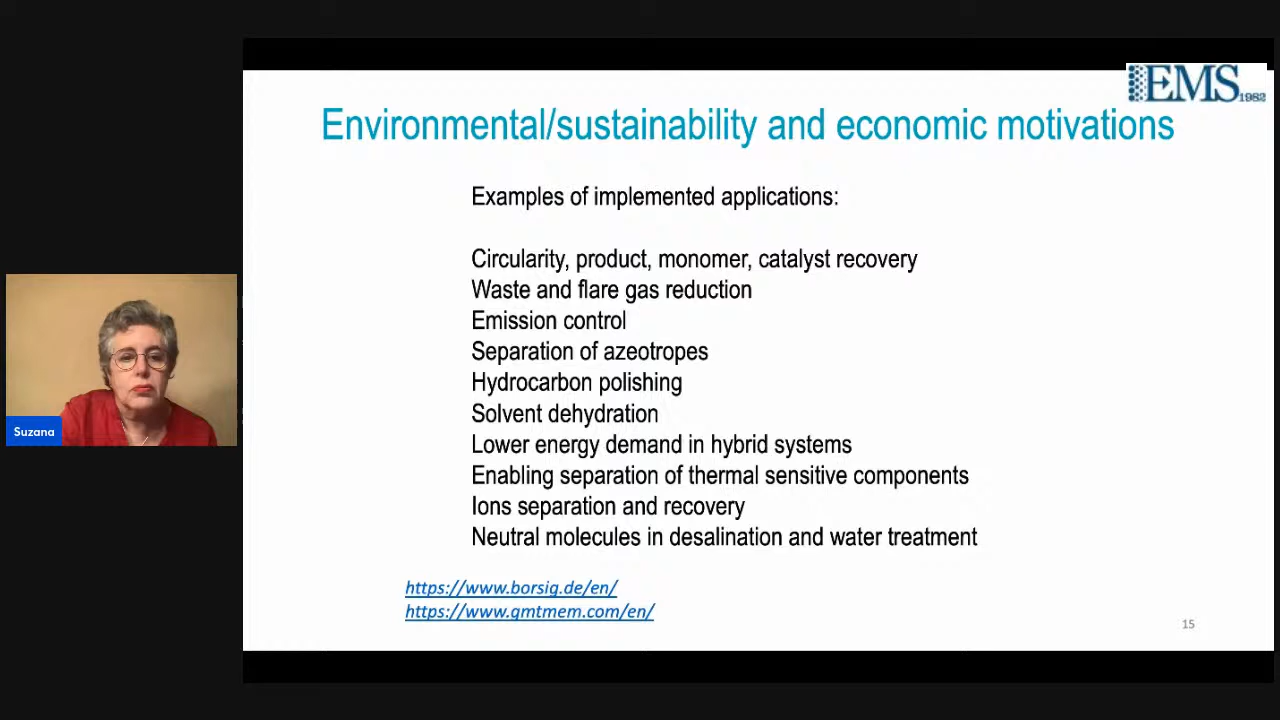 EMS 1982
Environmental/sustainability and economic motivations
Examples of implemented applications:
Circularity, product, monomer, catalyst recovery
Waste and flare gas reduction
Emission control
Separation of azeotropes
Hydrocarbon polishing
Solvent dehydration
Lower energy demand in hybrid systems
Enabling separation of thermal sensitive components
Ions separation and recovery
Neutral molecules in desalination and water treatment
https://www.borsig.de/en/
https://www.gmtmem.com/en/
15
Suzana